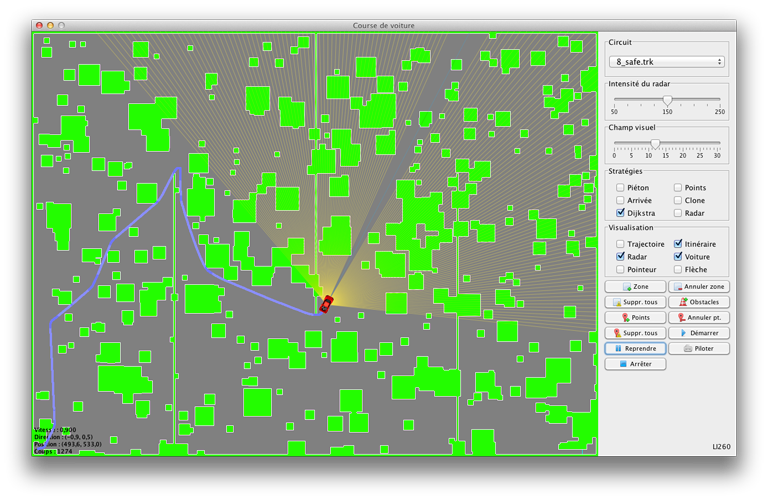 Course de voiture
Circuit
8_safe.trk
Intensité du radar
50 150 250
Champ visuel
0 5 10 15 20 25 30
Stratégies
Piéton Points
Arrivée Clone
Dijkstra Radar
Visualisation
Trajectoire Itinéraire
Radar Voiture
Pointeur Flèche
Zone Annuler zone
Suppr. tous Obstacles
Points Annuler pt.
Suppr. tous Démarrer
Reprendre Piloter
Arrêter
Vitesse : 0,900
Direction : (-0,9, 0,5)
Position : (493,6, 533,0)
Coups : 1274
LI260